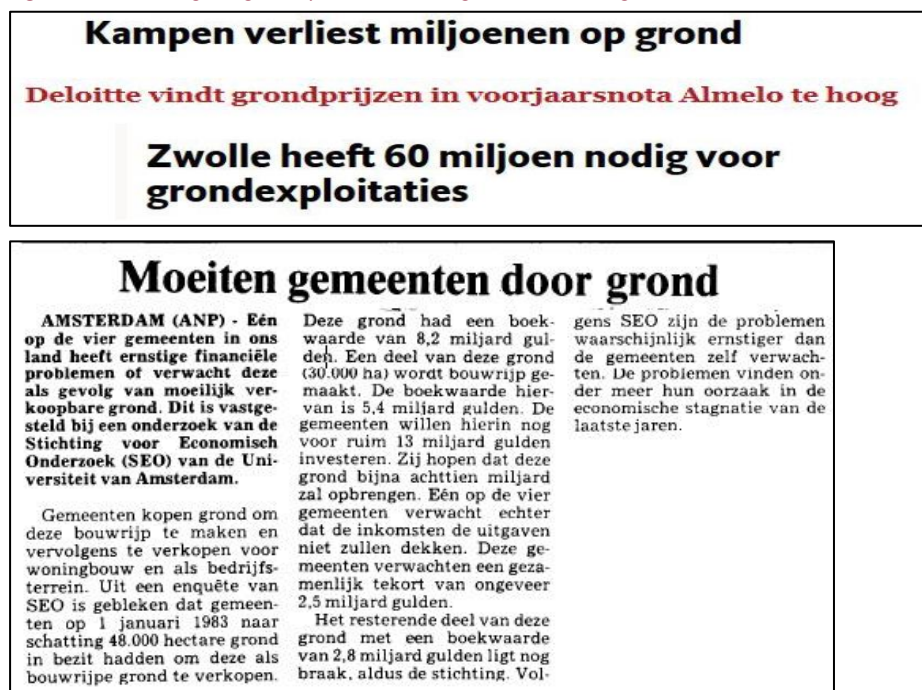 Kampen verliest miljoenen op grond
Deloitte vindt grondprijzen in voorjaarsnota Almelo te hoog
Zwolle heeft 60 miljoen nodig voor
grondexploitaties
Moeiten gemeenten door grond
AMSTERDAM (ANP) - Eén
op de vier gemeenten in ons
land heeft ernstige financiële
problemen of verwacht deze
als gevolg van moeilijk ver-
koopbare grond. Dit is vastge-
steld bij een onderzoek van de
Stichting voor Economisch
Onderzoek (SEO) van de Uni-
versiteit van Amsterdam.
Gemeenten kopen grond om
deze bouwrijp te maken en
vervolgens te verkopen voor
woningbouw en als bedrijfs-
terrein. Uit een enquête van
SEO is gebleken dat gemeen-
ten op 1 januari 1983 naar
schatting 48.000 hectare grond
in bezit hadden om deze als
bouwrijpe grond te verkopen.
Deze grond had een boek-
waarde van 8,2 miljard gul-
den. Een deel van deze grond
(30.000 ha) wordt bouwrijp ge-
maakt. De boekwaarde hier-
van is 5,4 miljard gulden. De
gemeenten willen hierin nog
voor ruim 13 miljard gulden
investeren. Zij hopen dat deze
grond bijna achttien miljard
zal opbrengen. Eén op de vier
gemeenten verwacht echter
dat de inkomsten de uitgaven
niet zullen dekken. Deze ge-
meenten verwachten een geza-
menlijk tekort van ongeveer
2,5 miljard gulden.
Het resterende deel van deze
grond met een boekwaarde
van 2,8 miljard gulden ligt nog
braak, aldus de stichting. Vol-
gens SEO zijn de problemen
waarschijnlijk ernstiger dan
de gemeenten zelf verwach-
ten. De problemen vinden on-
der meer hun oorzaak in de
economische stagnatie van de
laatste jaren.